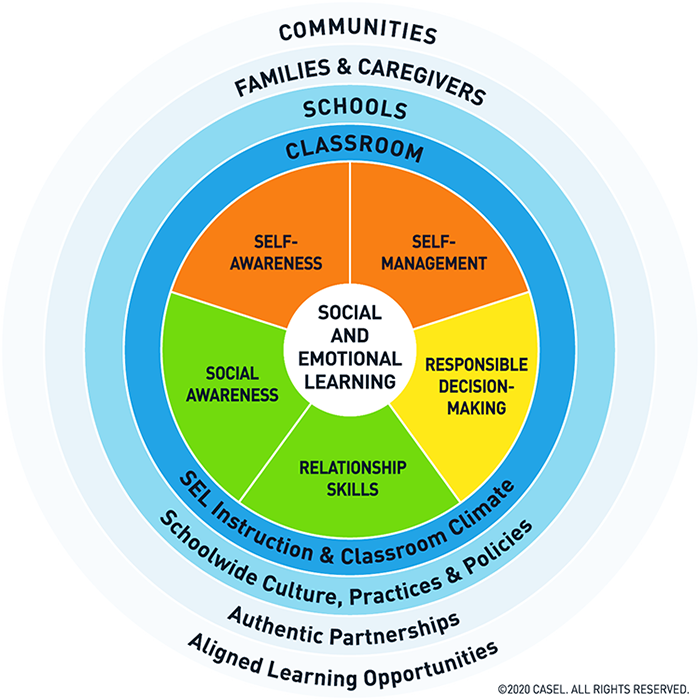 COMMUNITIES
FAMILIES & CAREGIVERS
SCHOOLS
CLASSROOM
SELF-
AWARENESS
SELF-
MANAGEMENT
SOCIAL
AND
EMOTIONAL
LEARNING
SOCIAL
AWARENESS
RESPONSIBLE
DECISION-
MAKING
RELATIONSHIP
SKILLS
SEL Instruction & Classroom Climate
Schoolwide Culture, Practices & Policies
Authentic Partnerships
Aligned Learning Opportunities
©2020 CASEL. ALL RIGHTS RESERVED.